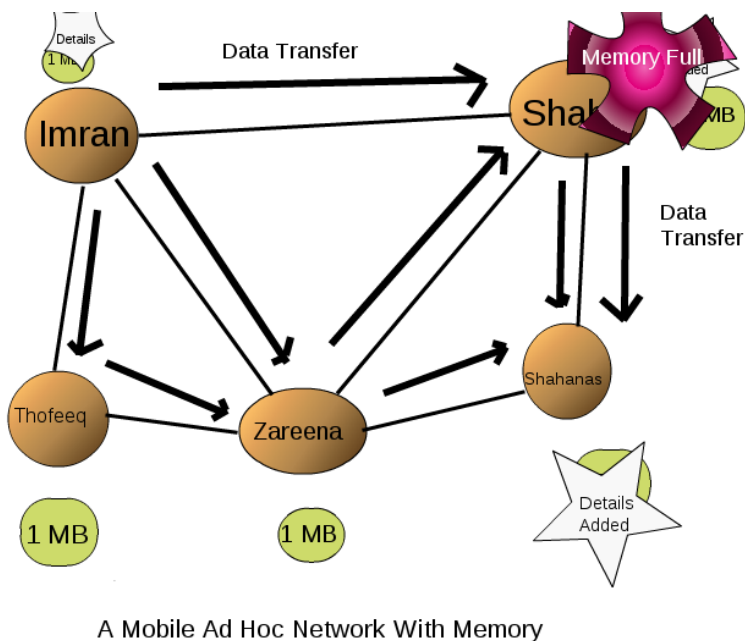 Details
1 MB
Data Transfer
Memory Full
MB
Imran
Data
Transfer
Thofeeq
Zareena
Shahanas
1 MB
1 MB
Details
Added
A Mobile Ad Hoc Network With Memory